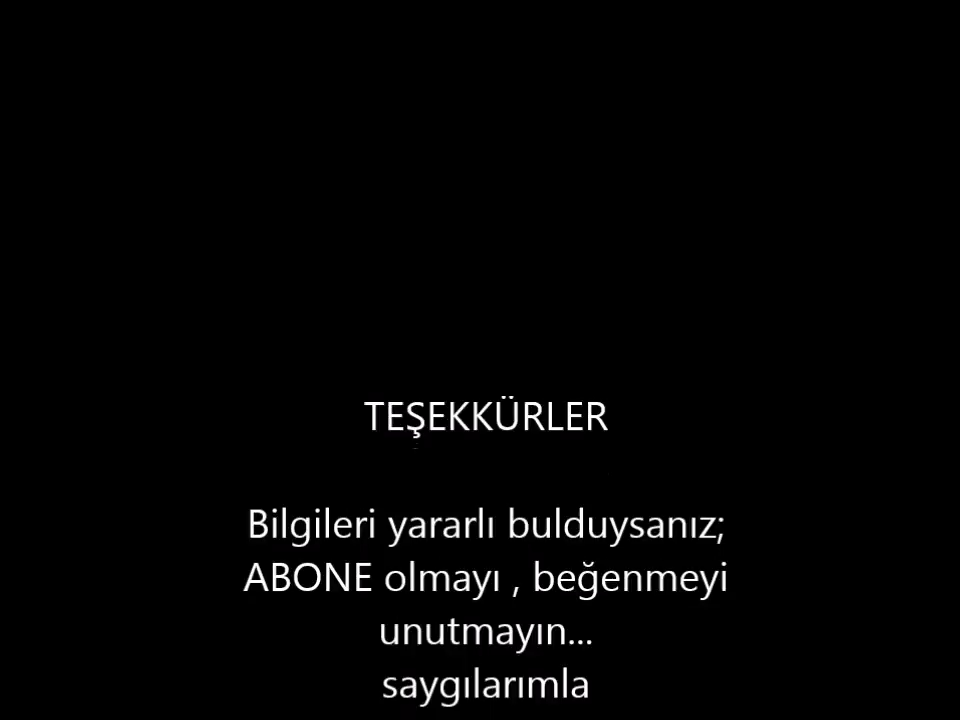 TEŞEKKÜRLER
Bilgileri yararlı bulduysanız;
ABONE olmayı , beğenmeyi
unutmayın...
saygılarımla